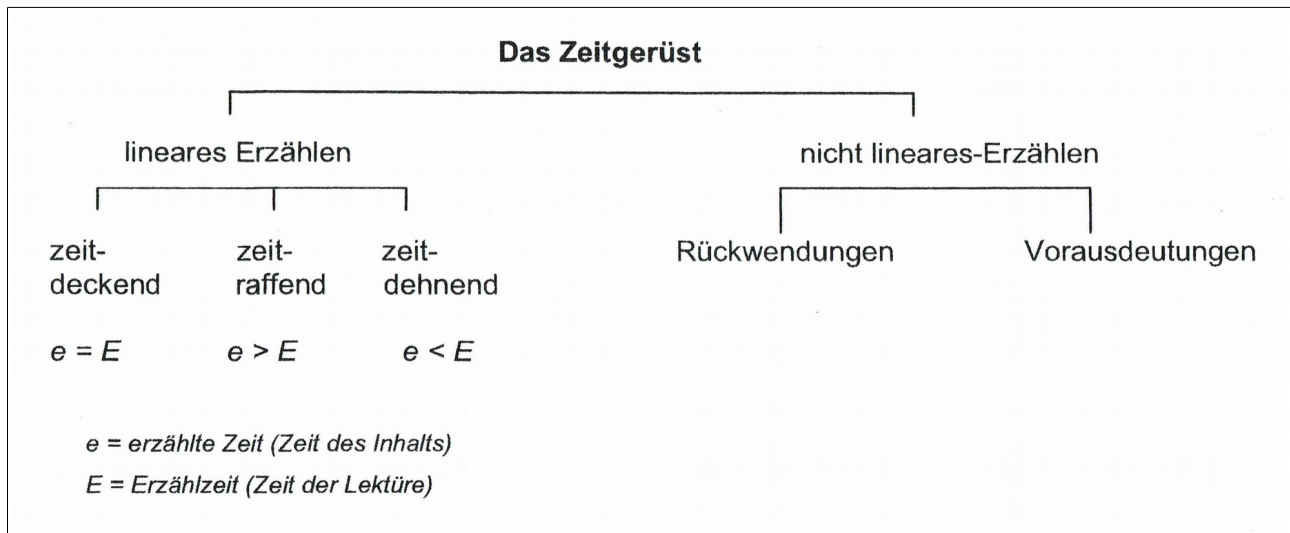 Das Zeitgerüst
lineares Erzählen
nicht lineares-Erzählen
zeit-
deckend
zeit-
raffend
zeit-
dehnend
Rückwendungen
Vorausdeutungen
e = E
e > E
e < E
e = erzählte Zeit (Zeit des Inhalts)
E = Erzählzeit (Zeit der Lektüre)